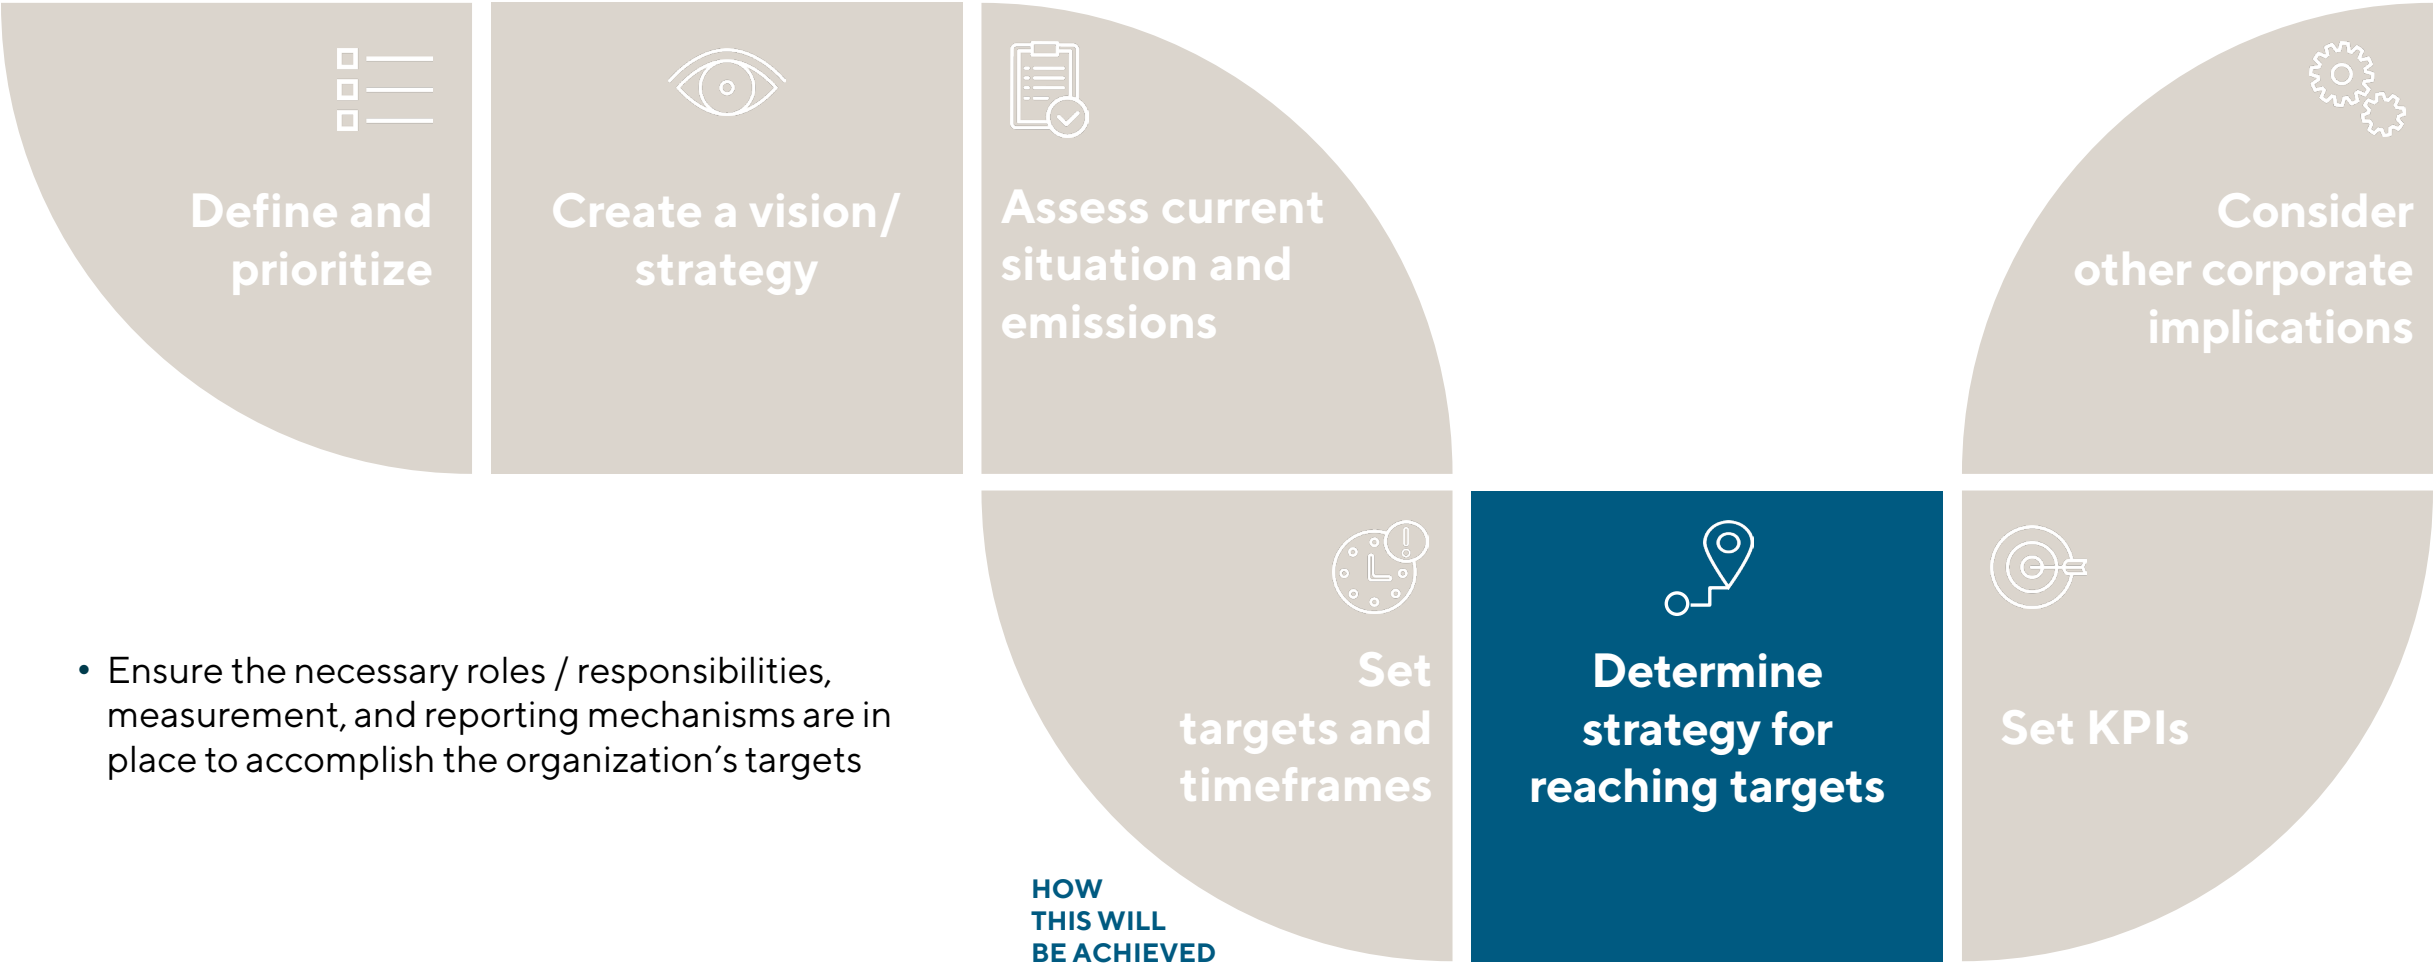 Define and
prioritize
Create a vision/
strategy
Assess current
situation and
emissions
Consider
other corporate
implications
• Ensure the necessary roles / responsibilities,
measurement, and reporting mechanisms are in
place to accomplish the organization’s targets
Set
targets and
timeframes
Determine
strategy for
reaching targets
Set KPIs
HOW
THIS WILL
BE ACHIEVED